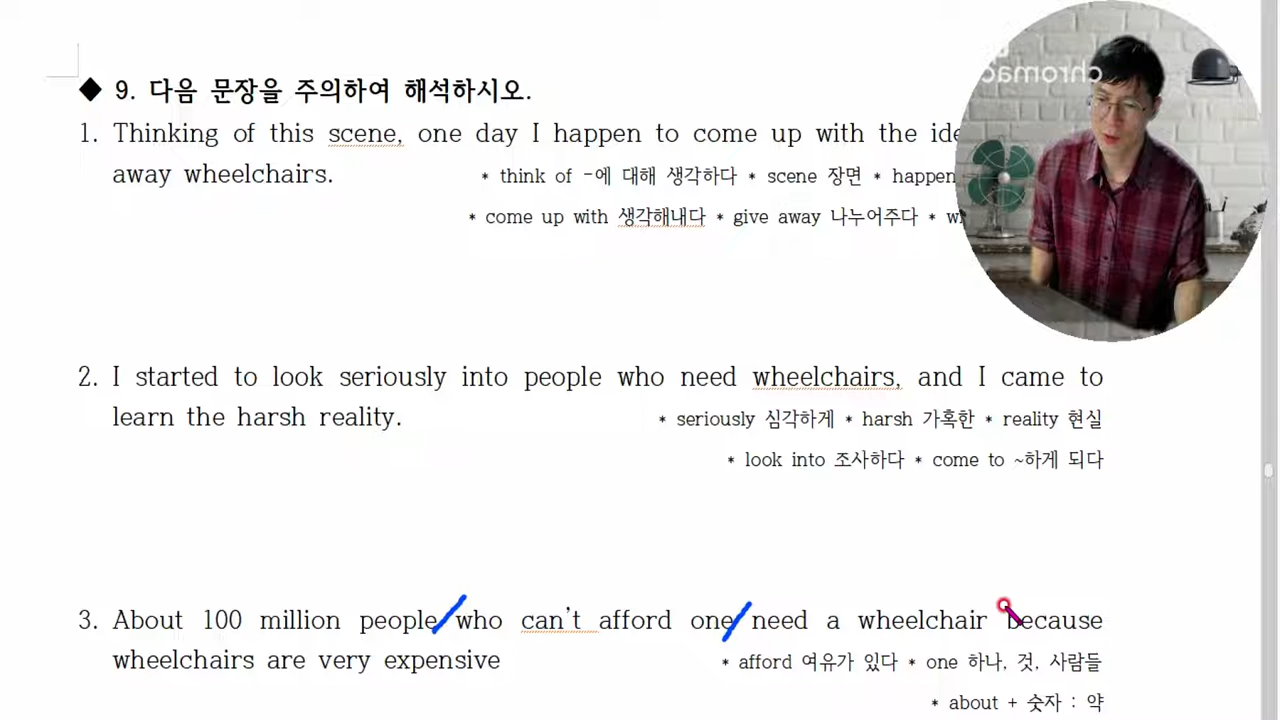 ◆ 9. 다음 문장을 주의하여 해석하시오.
1. Thinking of this scene, one day I happen to come up with the
away wheelchairs.
* think of -에 대해 생각하다 * scene 장면 * happen
* come up with 생각해내다 * give away 나누어주다 *
2. I started to look seriously into people who need wheelchairs, and I came to
learn the harsh reality.
* seriously 심각하게 * harsh 가혹한 * reality 현실
* look into 조사하다 * come to ~하게 되다
3. About 100 million people who can't afford one need a wheelchair because
wheelchairs are very expensive
* afford 여유가 있다 * one 하나, 것, 사람들
* about + 숫자 : 약